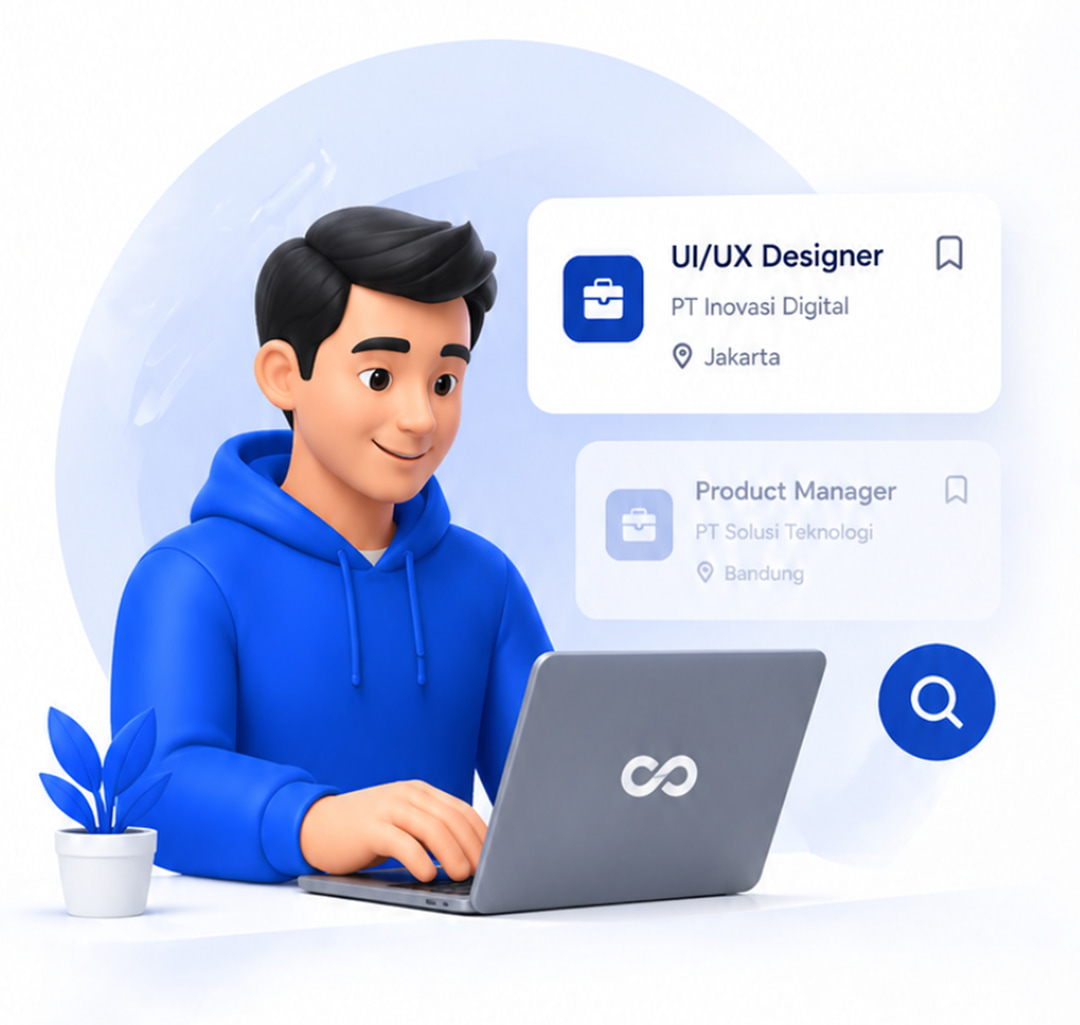 UI/UX Designer
PT Inovasi Digital
Jakarta
Product Manager
PT Solusi Teknologi
Bandung